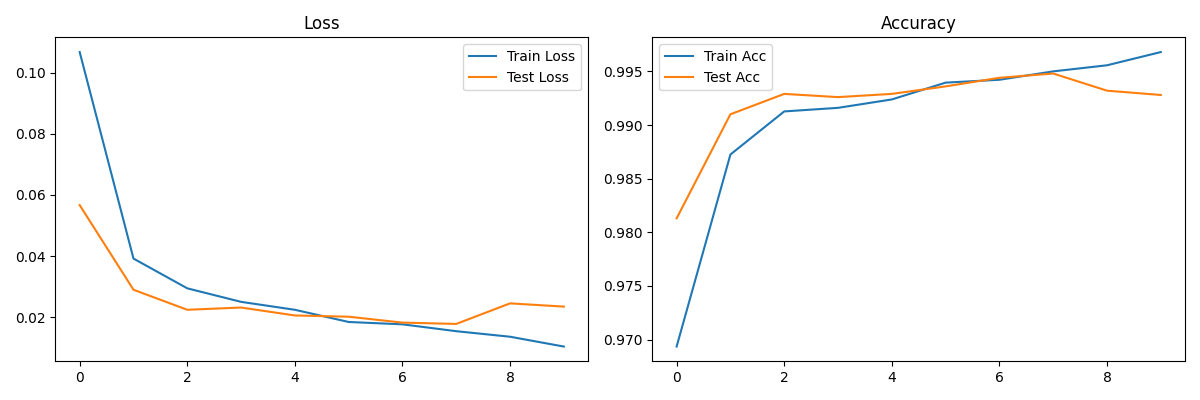 Loss
Train Loss
Test Loss
0.10
0.08
0.06
0.04
0.02
0 2 4 6 8
Accuracy
Train Acc
Test Acc
0.995
0.990
0.985
0.980
0.975
0.970
0 2 4 6 8